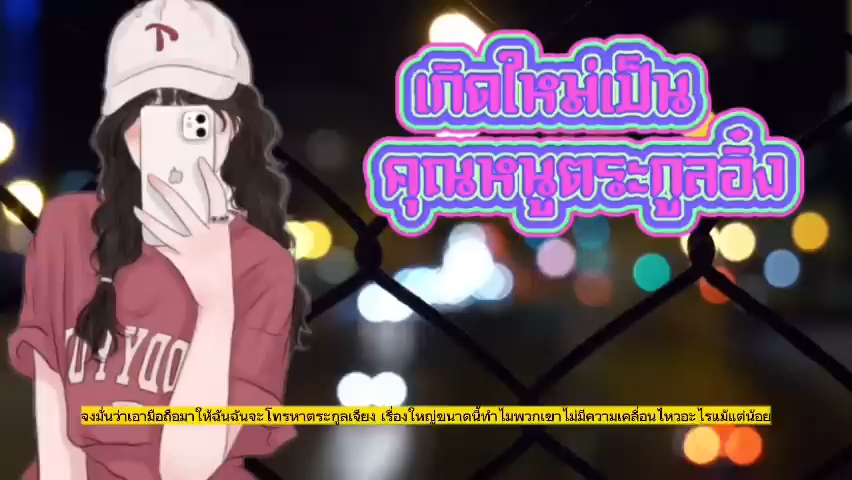 เกิดใหม่เป็น
คุณหนูตระกูลอิ๋ง
จงมั่นว่าเอามือถือมาให้ฉันฉันจะโทรหาตระกูลเจียง เรื่องใหญ่ขนาดนี้ทำไมพวกเขาไม่มีความเคลื่อนไหวอะไรแม้แต่น้อย